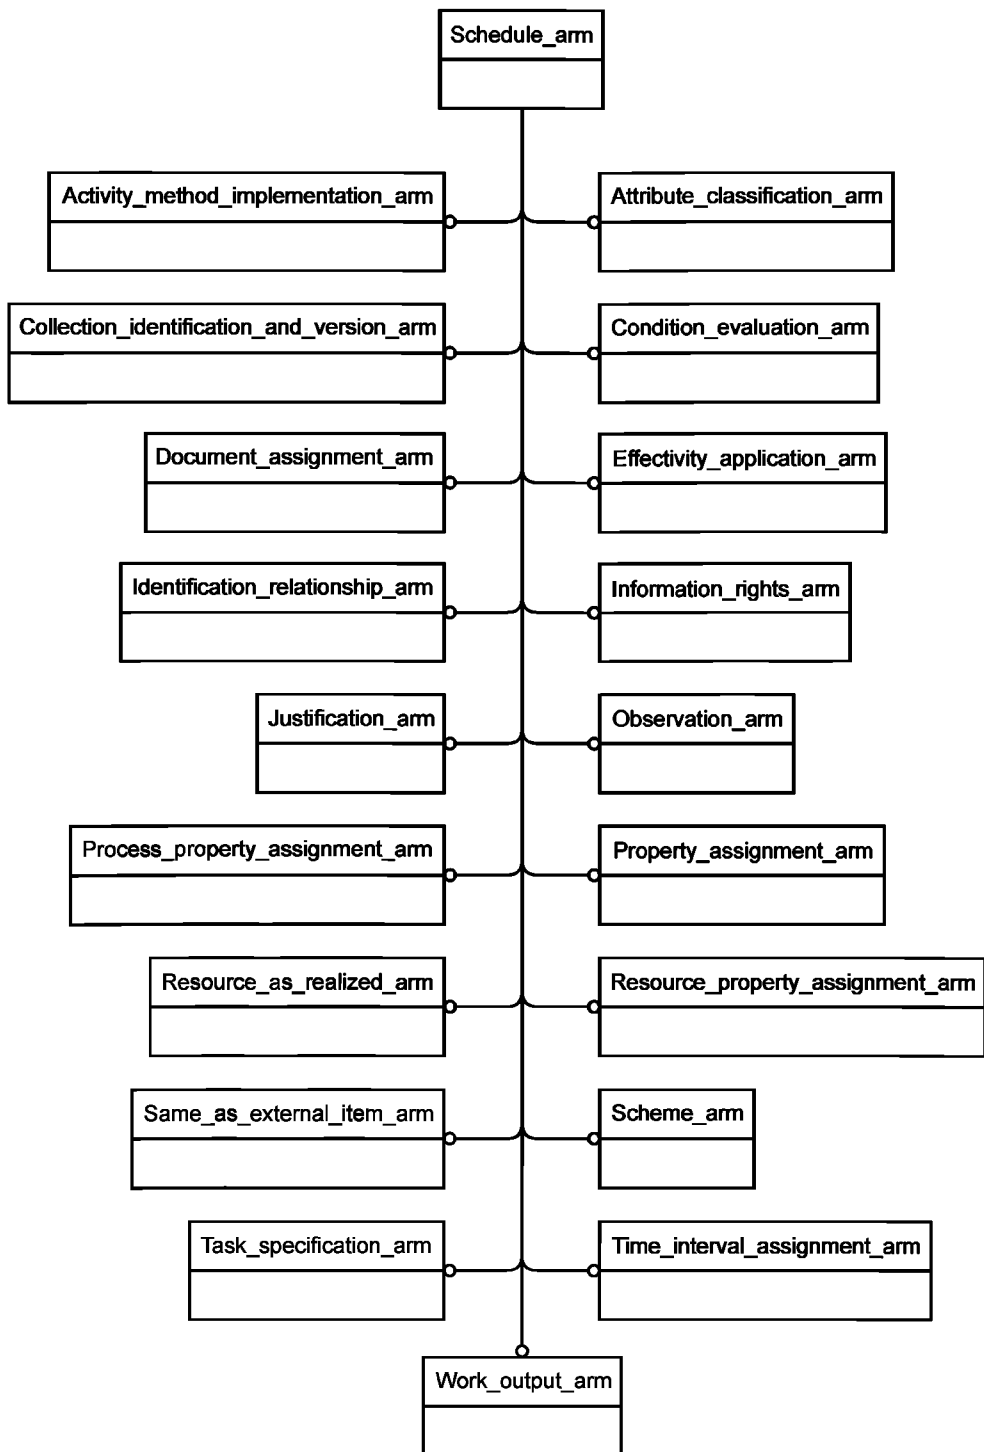 Schedule_arm
Activity_method_implementation_arm
Attribute_classification_arm
Collection_identification_and_version_arm
Condition_evaluation_arm
Document_assignment_arm
Effectivity_application_arm
Identification_relationship_arm
Information_rights_arm
Justification_arm
Observation_arm
Process_property_assignment_arm
Property_assignment_arm
Resource_as_realized_arm
Resource_property_assignment_arm
Same_as_external_item_arm
Scheme_arm
Task_specification_arm
Time_interval_assignment_arm
Work_output_arm